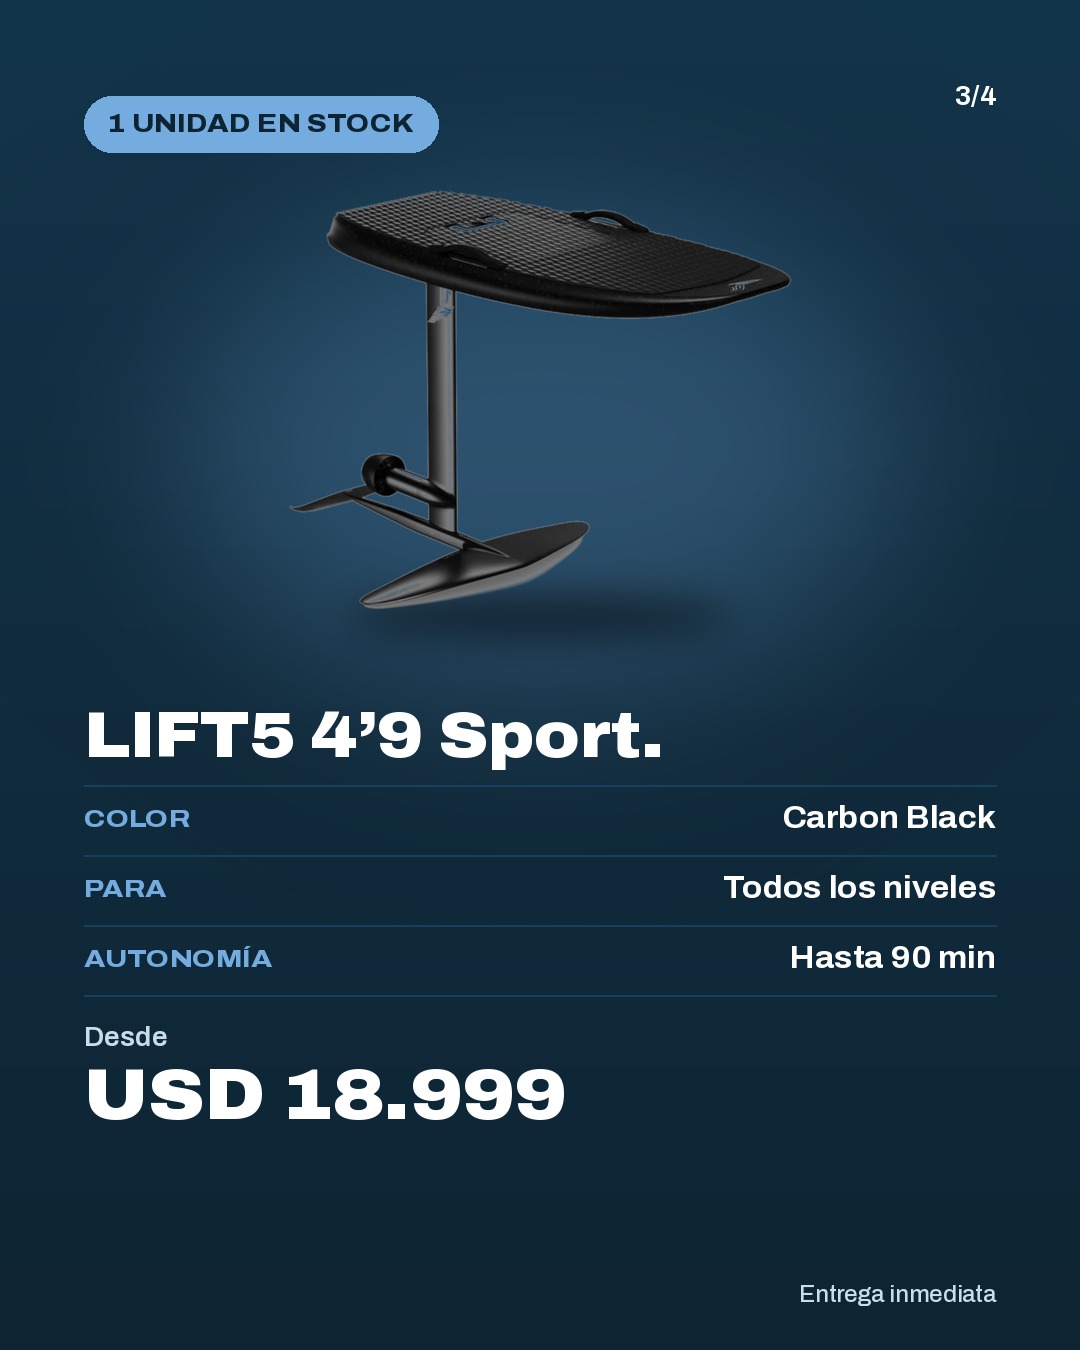 1 UNIDAD EN STOCK
3/4
LIFT5 4’9 Sport.
COLOR Carbon Black
PARA Todos los niveles
AUTONOMÍA Hasta 90 min
Desde
USD 18.999
Entrega inmediata